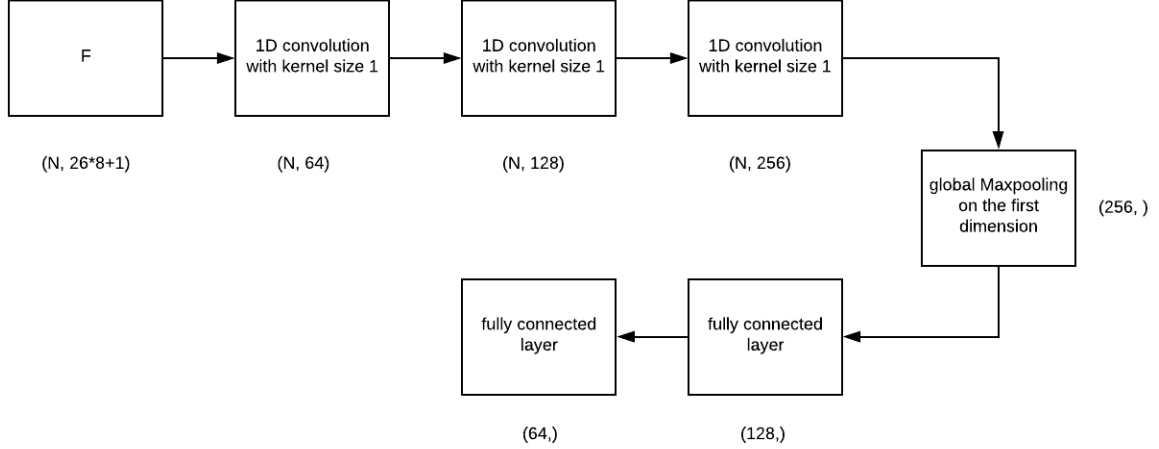 F
1D convolution
with kernel size 1
1D convolution
with kernel size 1
1D convolution
with kernel size 1
(N, 26*8+1)
(N, 64)
(N, 128)
(N, 256)
global Maxpooling
on the first
dimension
(256, )
fully connected
layer
fully connected
layer
(64,)
(128,)